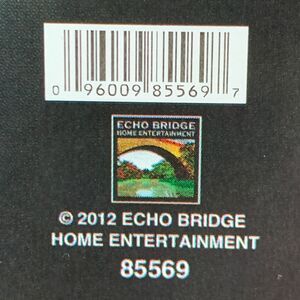 0 96009 85569 7
ECHO BRIDGE
HOME ENTERTAINMENT
© 2012 ECHO BRIDGE
HOME ENTERTAINMENT
85569